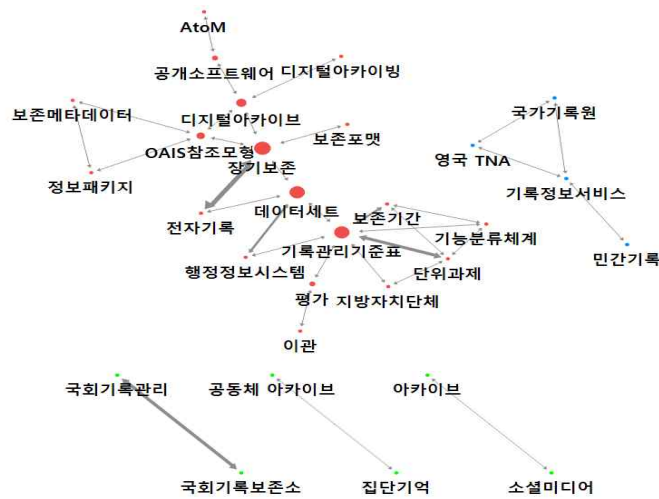 AtoM
공개소프트웨어
디지털아카이빙
보존메타데이터
디지털아카이브
국가기록원
보존포맷
OAIS참조모형
영국 TNA
장기보존
정보패키지
기록정보서비스
데이터세트
보존기간
전자기록
기능분류체계
기록관리기준표
민간기록
행정정보시스템
단위과제
평가
지방자치단체
이관
국회기록관리
공동체 아카이브
아카이브
국회기록보존소
집단기억
소셜미디어